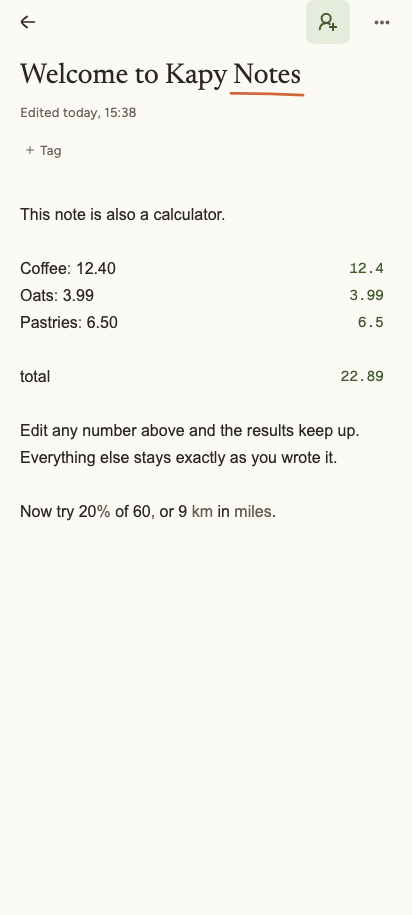 Welcome to Kapy Notes
Edited today, 15:38
+ Tag
This note is also a calculator.
Coffee: 12.40 12.4
Oats: 3.99 3.99
Pastries: 6.50 6.5
total 22.89
Edit any number above and the results keep up.
Everything else stays exactly as you wrote it.
Now try 20% of 60, or 9 km in miles.